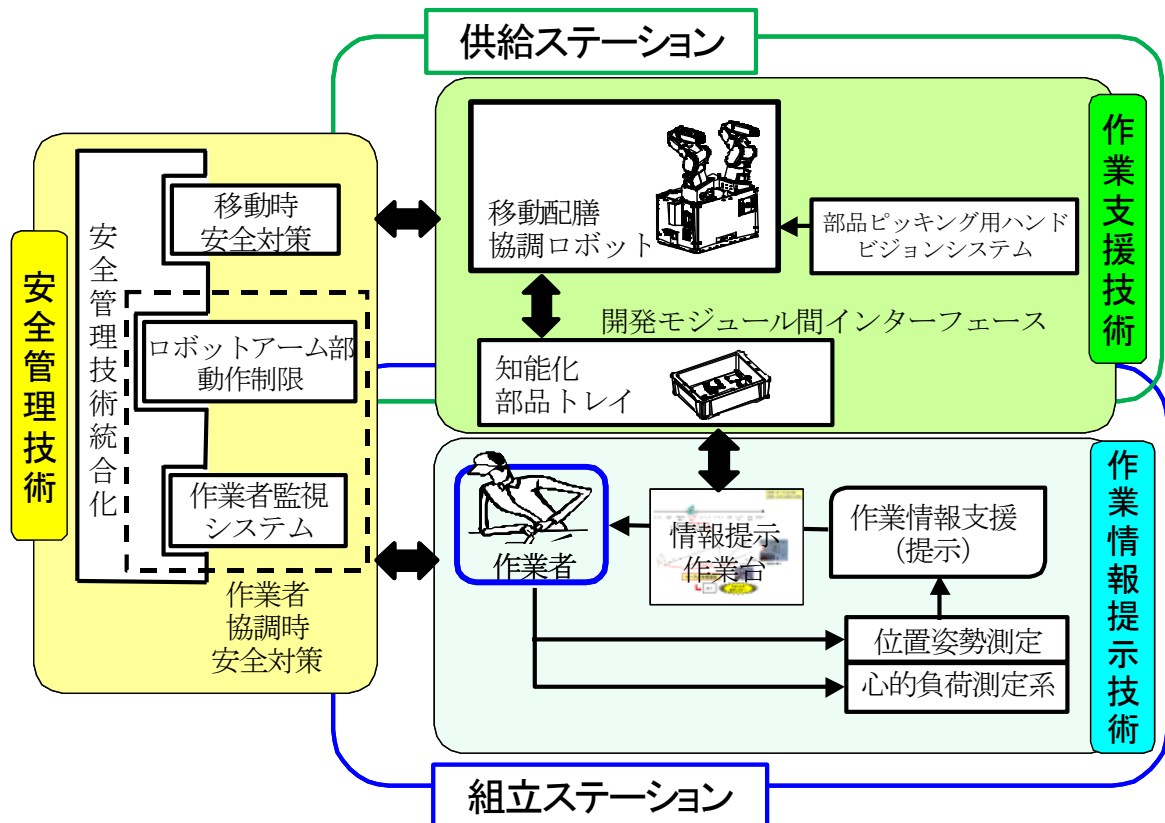 供給ステーション
安全管理技術
安全管理技術統合化
移動時
安全対策
ロボットアーム部
動作制限
作業者監視
システム
作業者
協調時
安全対策
移動配膳
協調ロボット
部品ピッキング用ハンド
ビジョンシステム
開発モジュール間インターフェース
知能化
部品トレイ
作業支援技術
作業者
情報提示
作業台
作業情報支援
(提示)
位置姿勢測定
心的負荷測定系
作業情報提示技術
組立ステーション